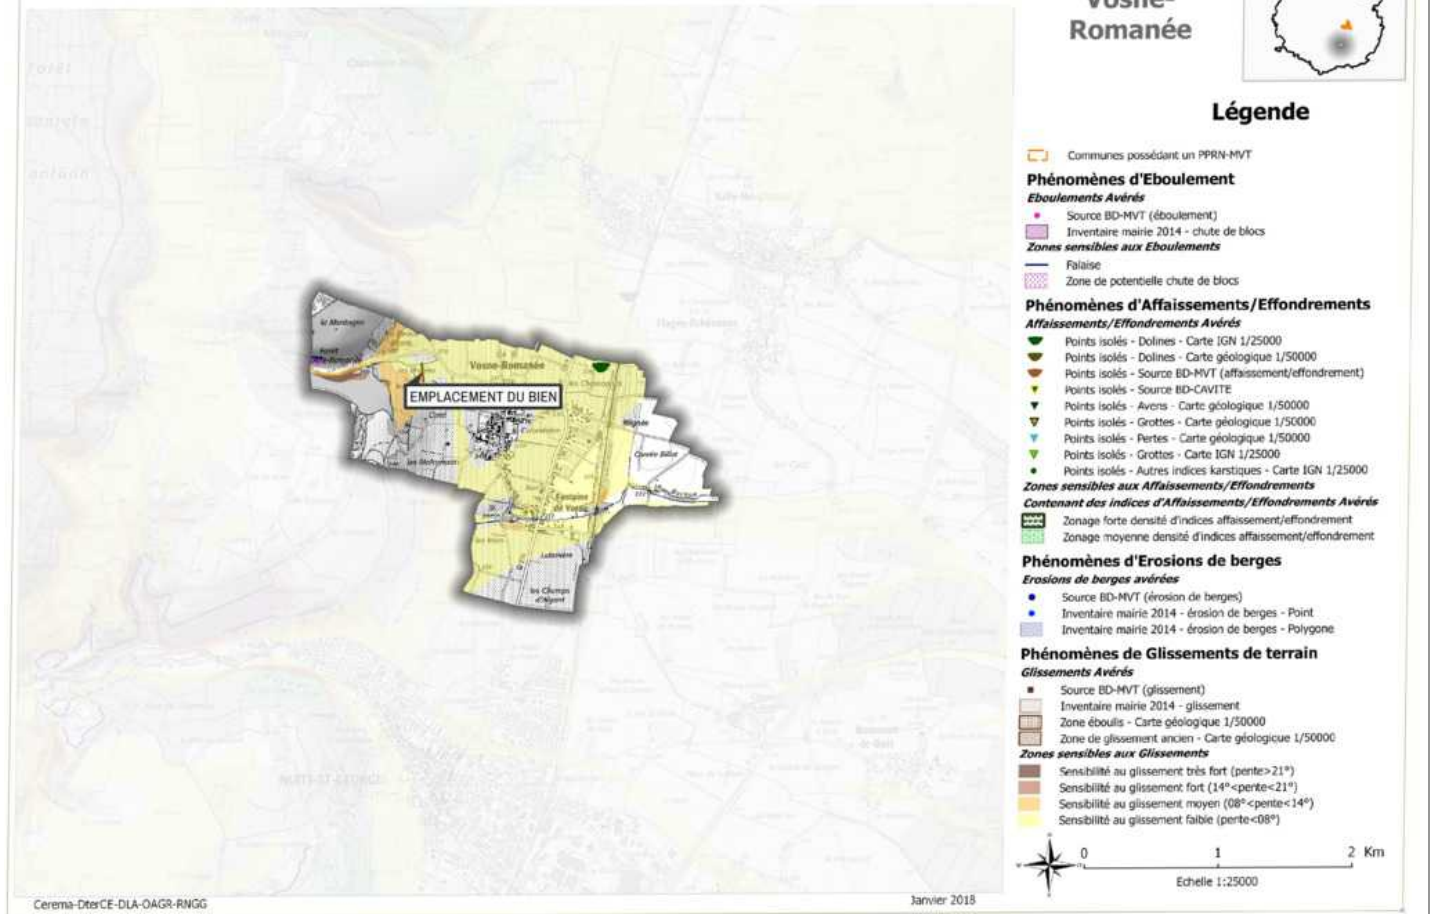 Vosne-
Romanée
Légende
Communes possédant un PPRN-MVT
Phénomènes d'Eboulement
Eboulements Avérés
Source BD-MVT (éboulement)
Inventaire mairie 2014 - chute de blocs
Zones sensibles aux Eboulements
Falaise
Zone de potentielle chute de blocs
Phénomènes d'Affaissements/Effondrements
Affaissements/Effondrements Avérés
Points isolés - Dolines - Carte IGN 1/25000
Points isolés - Dolines - Carte géologique 1/50000
Points isolés - Source BD-MVT (affaissement/effondrement)
Points isolés - Source BD-CAVITE
Points isolés - Avens - Carte géologique 1/50000
Points isolés - Grottes - Carte géologique 1/50000
Points isolés - Pertes - Carte géologique 1/50000
Points isolés - Grottes - Carte IGN 1/25000
Points isolés - Autres indices karstiques - Carte IGN 1/25000
Zones sensibles aux Affaissements/Effondrements
Contenant des indices d'Affaissements/Effondrements Avérés
Zonage forte densité d'indices affaissement/effondrement
Zonage moyenne densité d'indices affaissement/effondrement
Phénomènes d'Erosions de berges
Erosions de berges avérées
Source BD-MVT (érosion de berges)
Inventaire mairie 2014 - érosion de berges - Point
Inventaire mairie 2014 - érosion de berges - Polygone
Phénomènes de Glissements de terrain
Glissements Avérés
Source BD-MVT (glissement)
Inventaire mairie 2014 - glissement
Zone éboulis - Carte géologique 1/50000
Zone de glissement ancien - Carte géologique 1/50000
Zones sensibles aux Glissements
Sensibilité au glissement très fort (pente>21°)
Sensibilité au glissement fort (14°<pente<21°)
Sensibilité au glissement moyen (08°<pente<14°)
Sensibilité au glissement faible (pente<08°)
0 1 2 Km
Echelle 1:25000
la Montagne
Vosne-Romanée
EMPLACEMENT DU BIEN
Cuvée Billot
Fontaine
de Vosne
les Champs
Cerema-DterCE-DLA-OAGR-RNGG
Janvier 2018